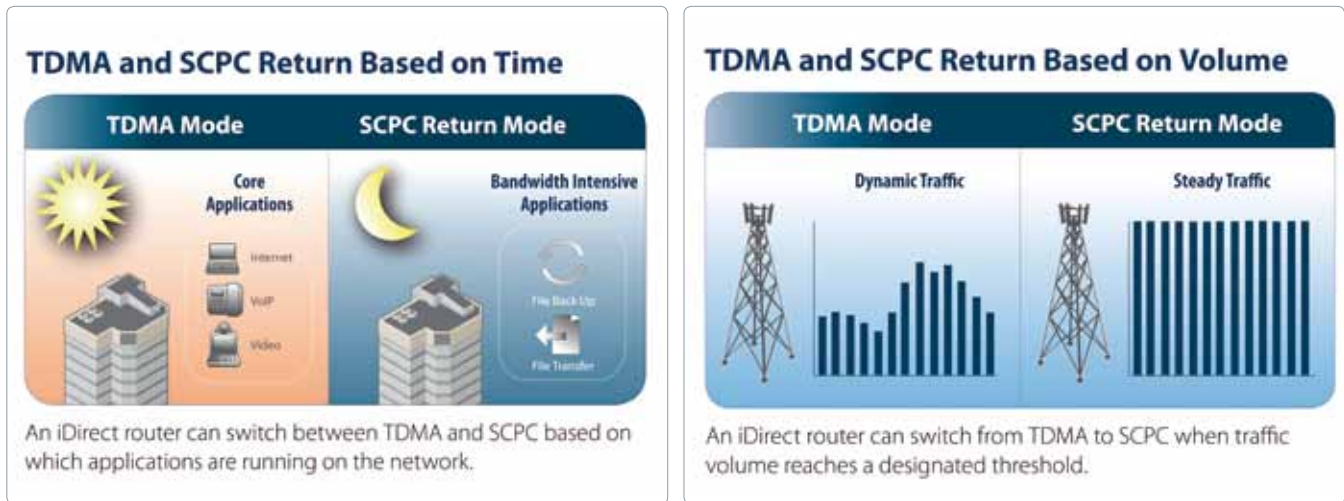 TDMA and SCPC Return Based on Time
TDMA Mode
SCPC Return Mode
Core
Applications
Internet
VoIP
Video
Bandwidth Intensive
Applications
File Back Up
File Transfer
An iDirect router can switch between TDMA and SCPC based on
which applications are running on the network.
TDMA and SCPC Return Based on Volume
TDMA Mode
SCPC Return Mode
Dynamic Traffic
Steady Traffic
An iDirect router can switch from TDMA to SCPC when traffic
volume reaches a designated threshold.